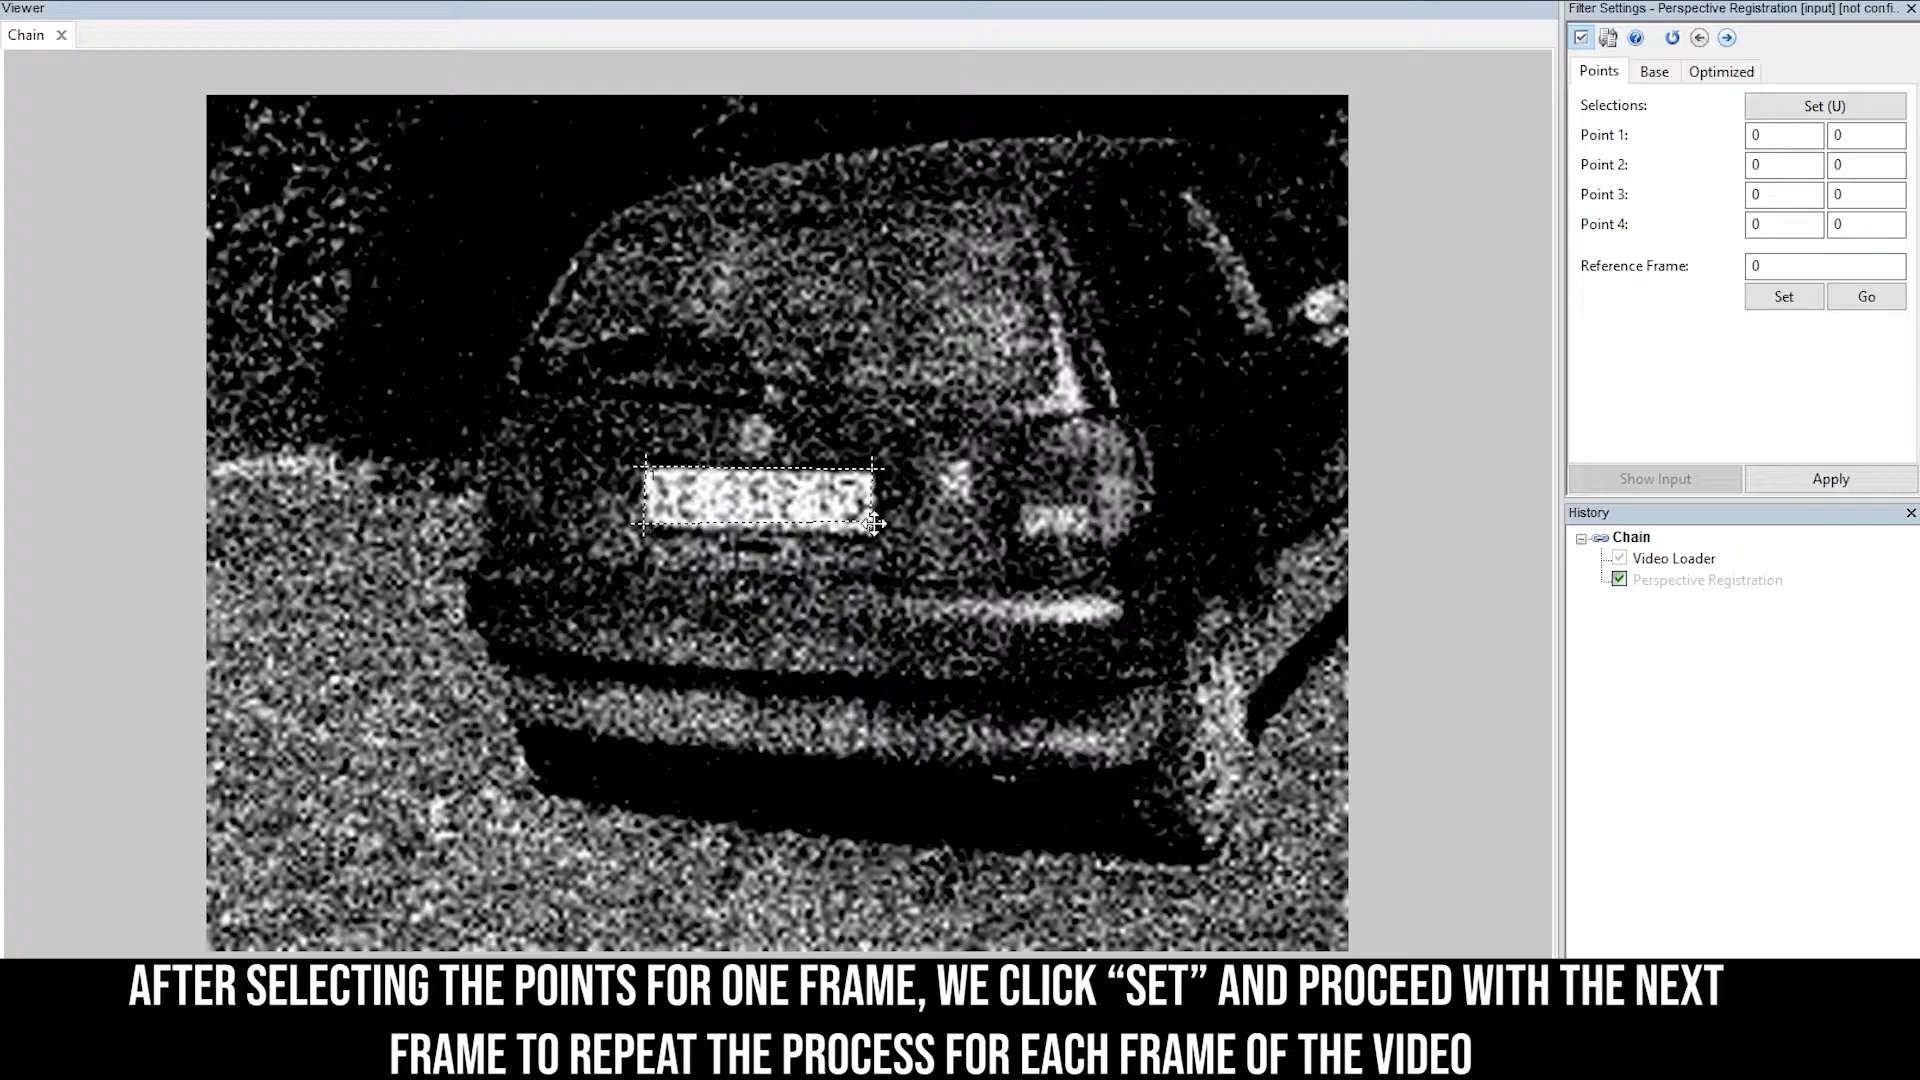 Viewer
Filter Settings - Perspective Registration [input] [not confi..
Chain
Points Base Optimized
Selections: Set (U)
Point 1: 0 0
Point 2: 0 0
Point 3: 0 0
Point 4: 0 0
Reference Frame: 0
Set Go
Show Input Apply
History
Chain
Video Loader
Perspective Registration
AFTER SELECTING THE POINTS FOR ONE FRAME, WE CLICK “SET” AND PROCEED WITH THE NEXT
FRAME TO REPEAT THE PROCESS FOR EACH FRAME OF THE VIDEO